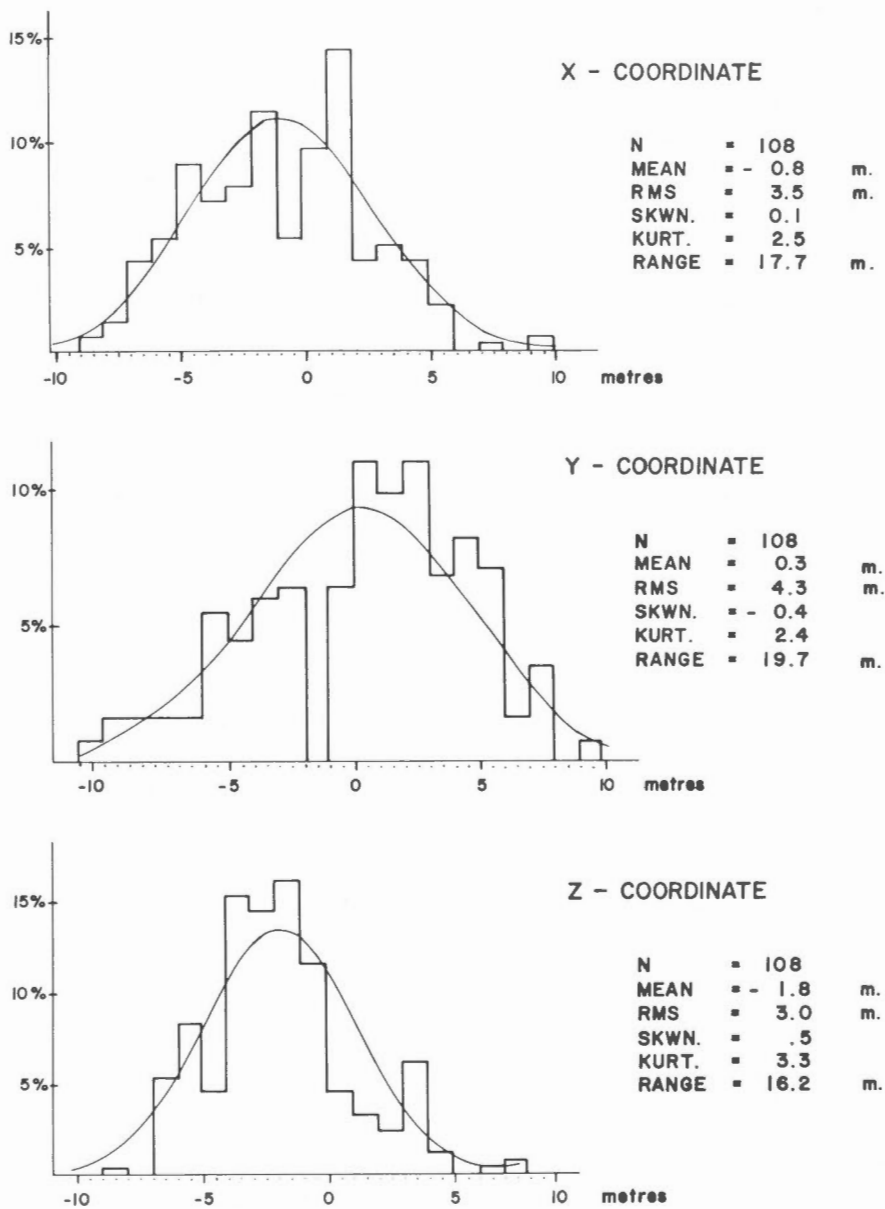 X - COORDINATE
15%
10%
5%
N = 108
MEAN = - 0.8 m.
RMS = 3.5 m.
SKWN. = 0.1
KURT. = 2.5
RANGE = 17.7 m.
-10 -5 0 5 10 metres
Y - COORDINATE
10%
5%
N = 108
MEAN = 0.3 m.
RMS = 4.3 m.
SKWN. = - 0.4
KURT. = 2.4
RANGE = 19.7 m.
-10 -5 0 5 10 metres
Z - COORDINATE
15%
10%
5%
N = 108
MEAN = - 1.8 m.
RMS = 3.0 m.
SKWN. = .5
KURT. = 3.3
RANGE = 16.2 m.
-10 -5 0 5 10 metres